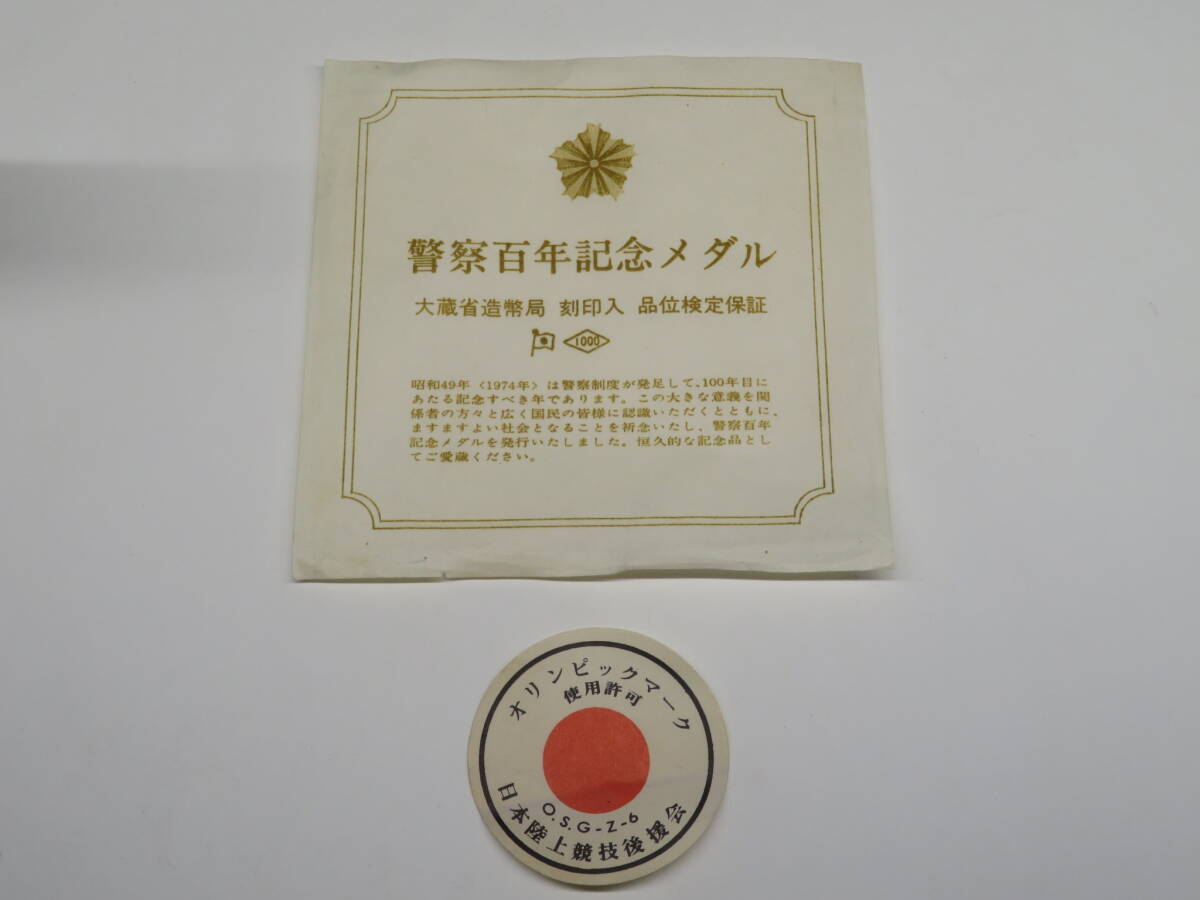 警察百年記念メダル
大蔵省造幣局 刻印入 品位検定保証
1000
昭和49年〈1974年〉は警察制度が発足して、100年目に
あたる記念すべき年であります。この大きな意義を関
係者の方々と広く国民の皆様に認識いただくとともに、
ますますよい社会となることを祈念いたし、警察百年
記念メダルを発行いたしました。恒久的な記念品とし
てご愛蔵ください。
オリンピックマーク
使用許可
O.S.G-Z-6
日本陸上競技後援会